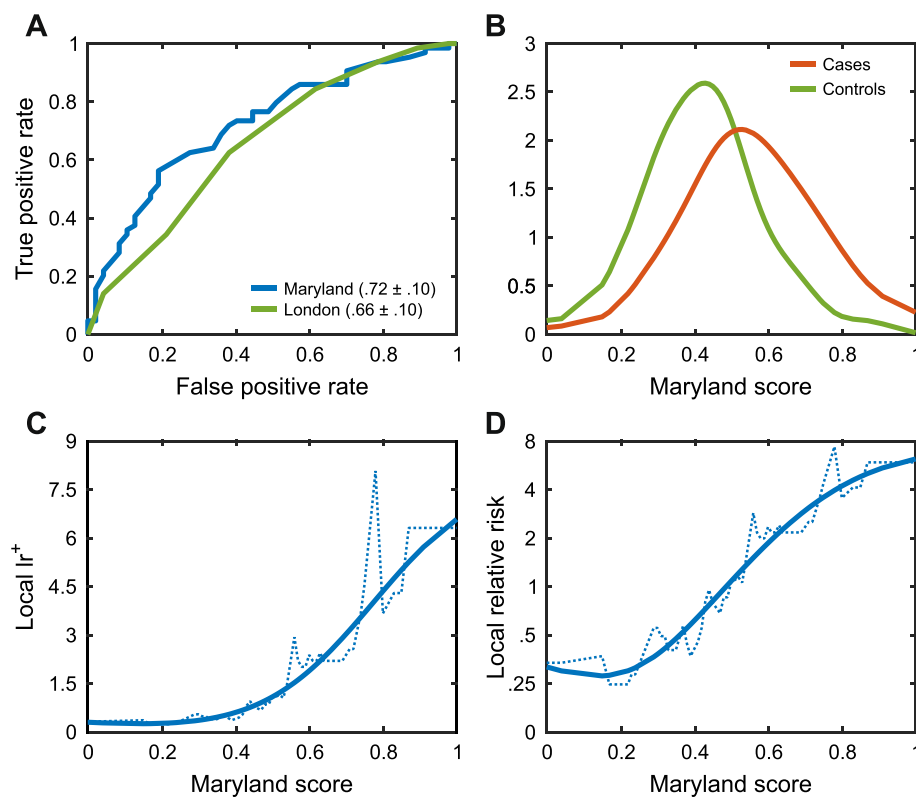 A
1
0.8
0.6
0.4
0.2
0
True positive rate
Maryland (.72 ± .10)
London (.66 ± .10)
0 0.2 0.4 0.6 0.8 1
False positive rate
B
3
2.5
2
1.5
1
0.5
0
Cases
Controls
0 0.2 0.4 0.6 0.8 1
Maryland score
C
9
7.5
6
4.5
3
1.5
0
Local lr+
0 0.2 0.4 0.6 0.8 1
Maryland score
D
8
4
2
1
.5
.25
0
Local relative risk
0 0.2 0.4 0.6 0.8 1
Maryland score